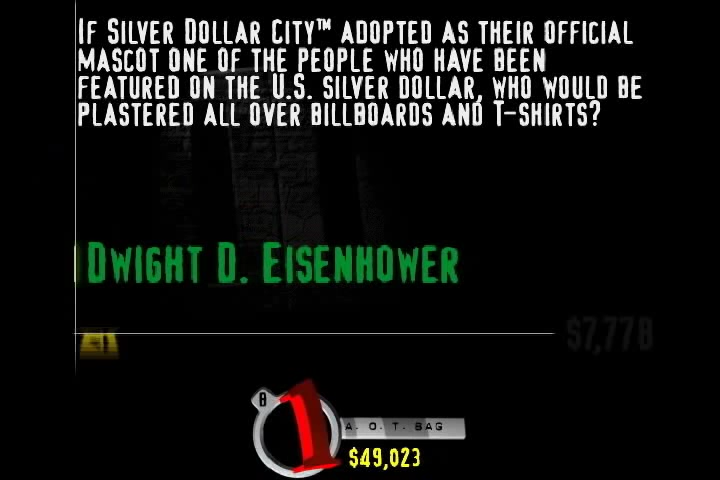 If Silver Dollar City™ adopted as their official
mascot one of the people who have been
featured on the U.S. silver dollar, who would be
plastered all over billboards and T-shirts?
Dwight D. Eisenhower
$7,778
B
1
A. O. T. BAG
$49,023